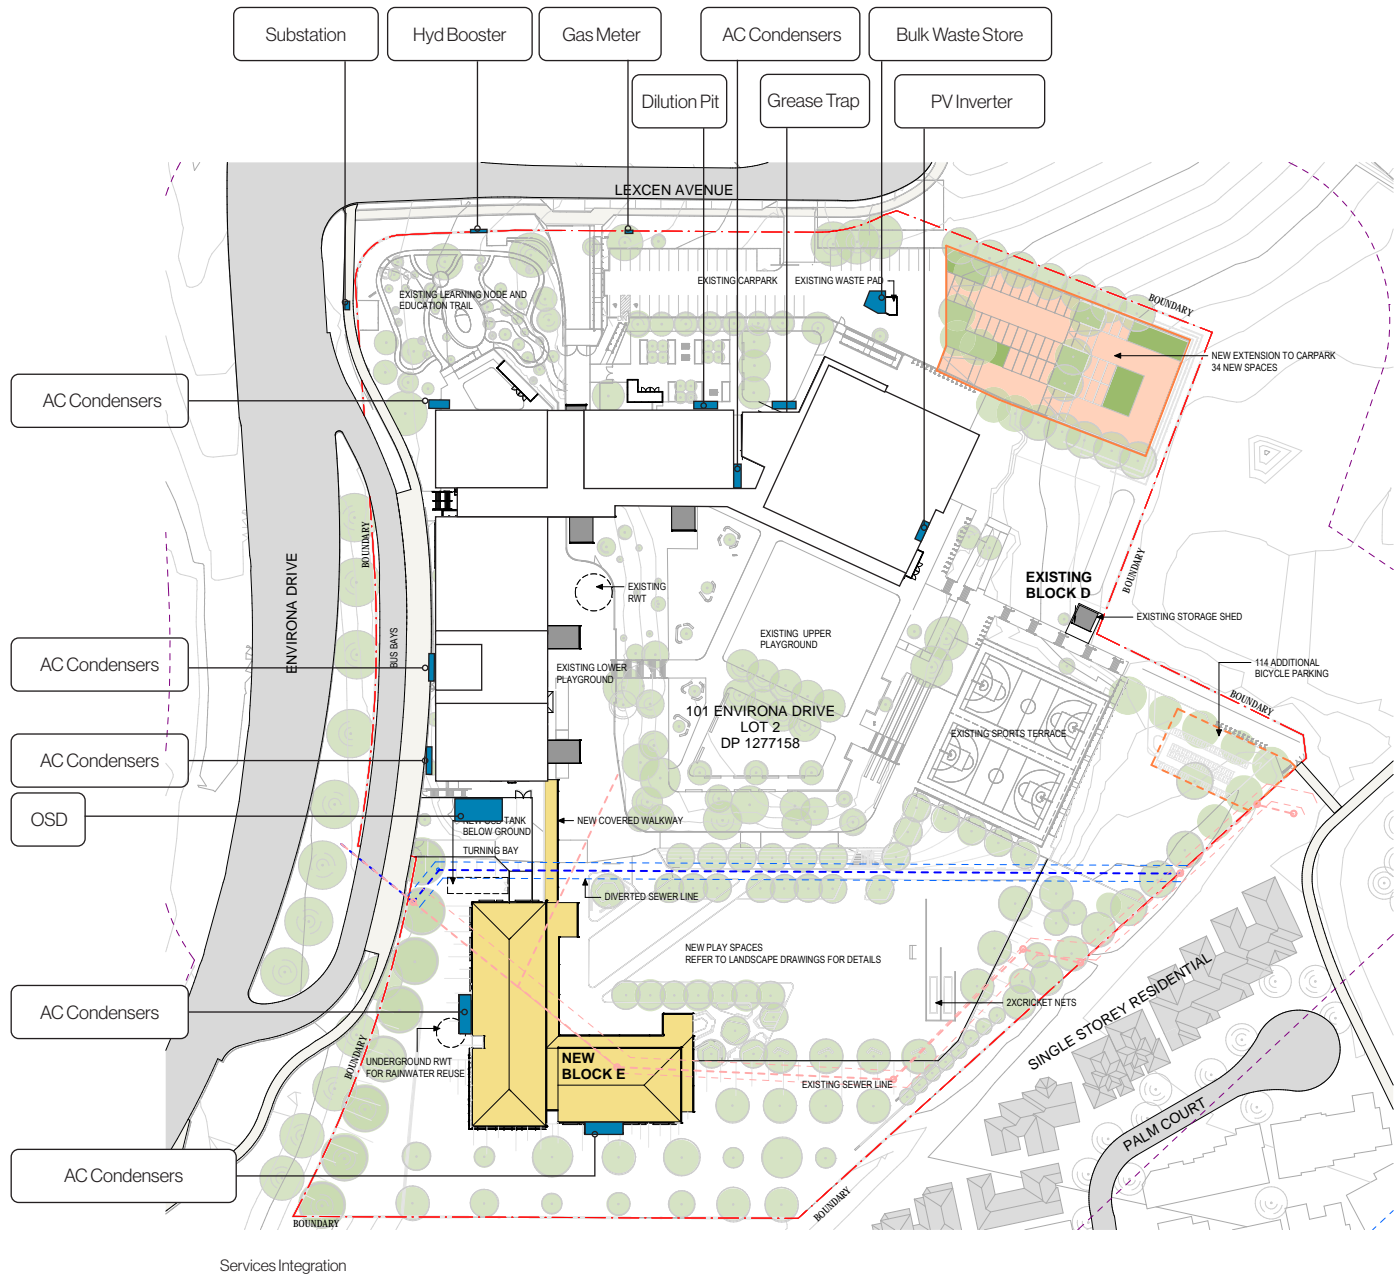 Substation
Hyd Booster
Gas Meter
AC Condensers
Bulk Waste Store
Dilution Pit
Grease Trap
PV Inverter
LEXCEN AVENUE
EXISTING CARPARK
EXISTING WASTE PAD
EXISTING LEARNING NODE AND
EDUCATION TRAIL
BOUNDARY
NEW EXTENSION TO CARPARK
34 NEW SPACES
AC Condensers
BOUNDARY
ENVIRONA DRIVE
BUS BAYS
EXISTING
RWT
EXISTING UPPER
PLAYGROUND
EXISTING
BLOCK D
BOUNDARY
EXISTING STORAGE SHED
AC Condensers
EXISTING LOWER
PLAYGROUND
114 ADDITIONAL
BICYCLE PARKING
BOUNDARY
101 ENVIRONA DRIVE
LOT 2
DP 1277158
EXISTING SPORTS TERRACE
AC Condensers
OSD
TANK
BELOW GROUND
NEW COVERED WALKWAY
TURNING BAY
DIVERTED SEWER LINE
NEW PLAY SPACES
REFER TO LANDSCAPE DRAWINGS FOR DETAILS
2XCRICKET NETS
SINGLE STOREY RESIDENTIAL
AC Condensers
BOUNDARY
UNDERGROUND RWT
FOR RAINWATER REUSE
NEW
BLOCK E
EXISTING SEWER LINE
PALM COURT
AC Condensers
BOUNDARY
BOUNDARY
Services Integration